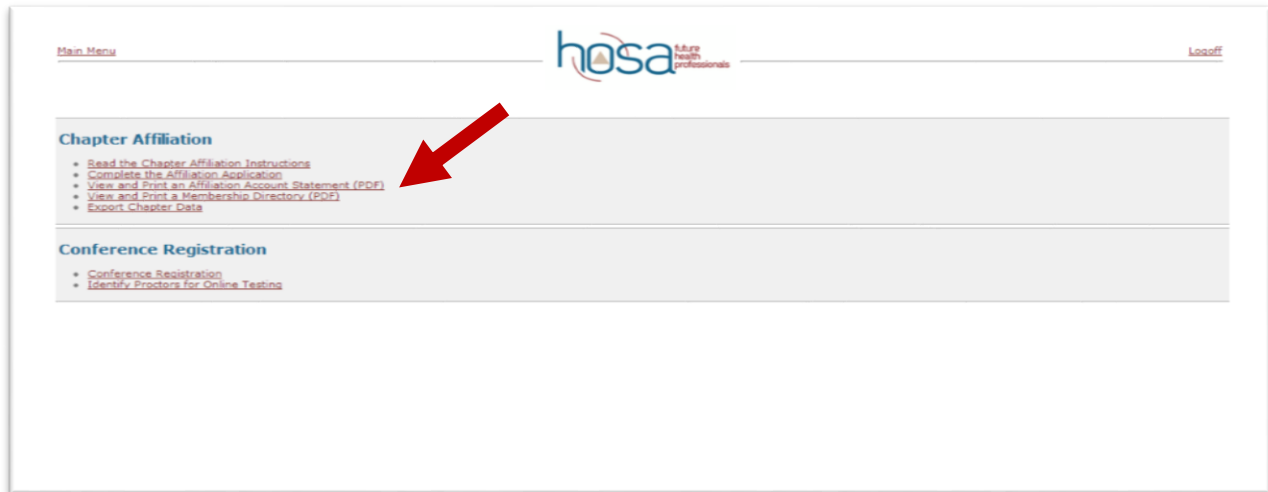 Main Menu
hosa
future
health
professionals
Logoff
Chapter Affiliation
Read the Chapter Affiliation Instructions
Complete the Affiliation Application
View and Print an Affiliation Account Statement (PDF)
View and Print a Membership Directory (PDF)
Export Chapter Data
Conference Registration
Conference Registration
Identify Proctors for Online Testing